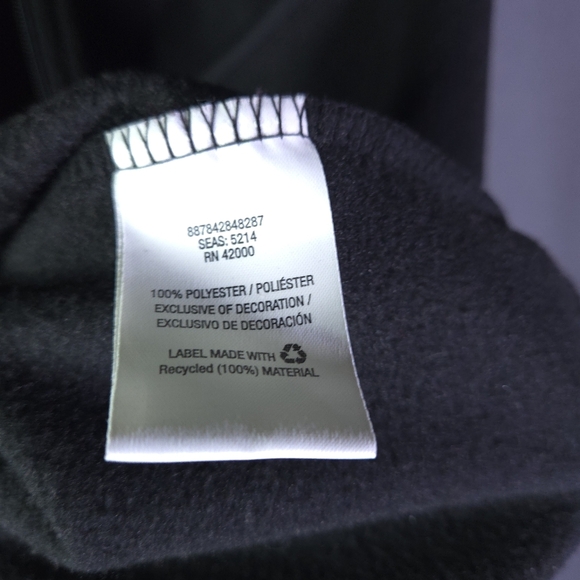 887842848287
SEAS: 5214
RN 42000
100% POLYESTER / POLIÉSTER
EXCLUSIVE OF DECORATION /
EXCLUSIVO DE DECORACIÓN
LABEL MADE WITH
Recycled (100%) MATERIAL